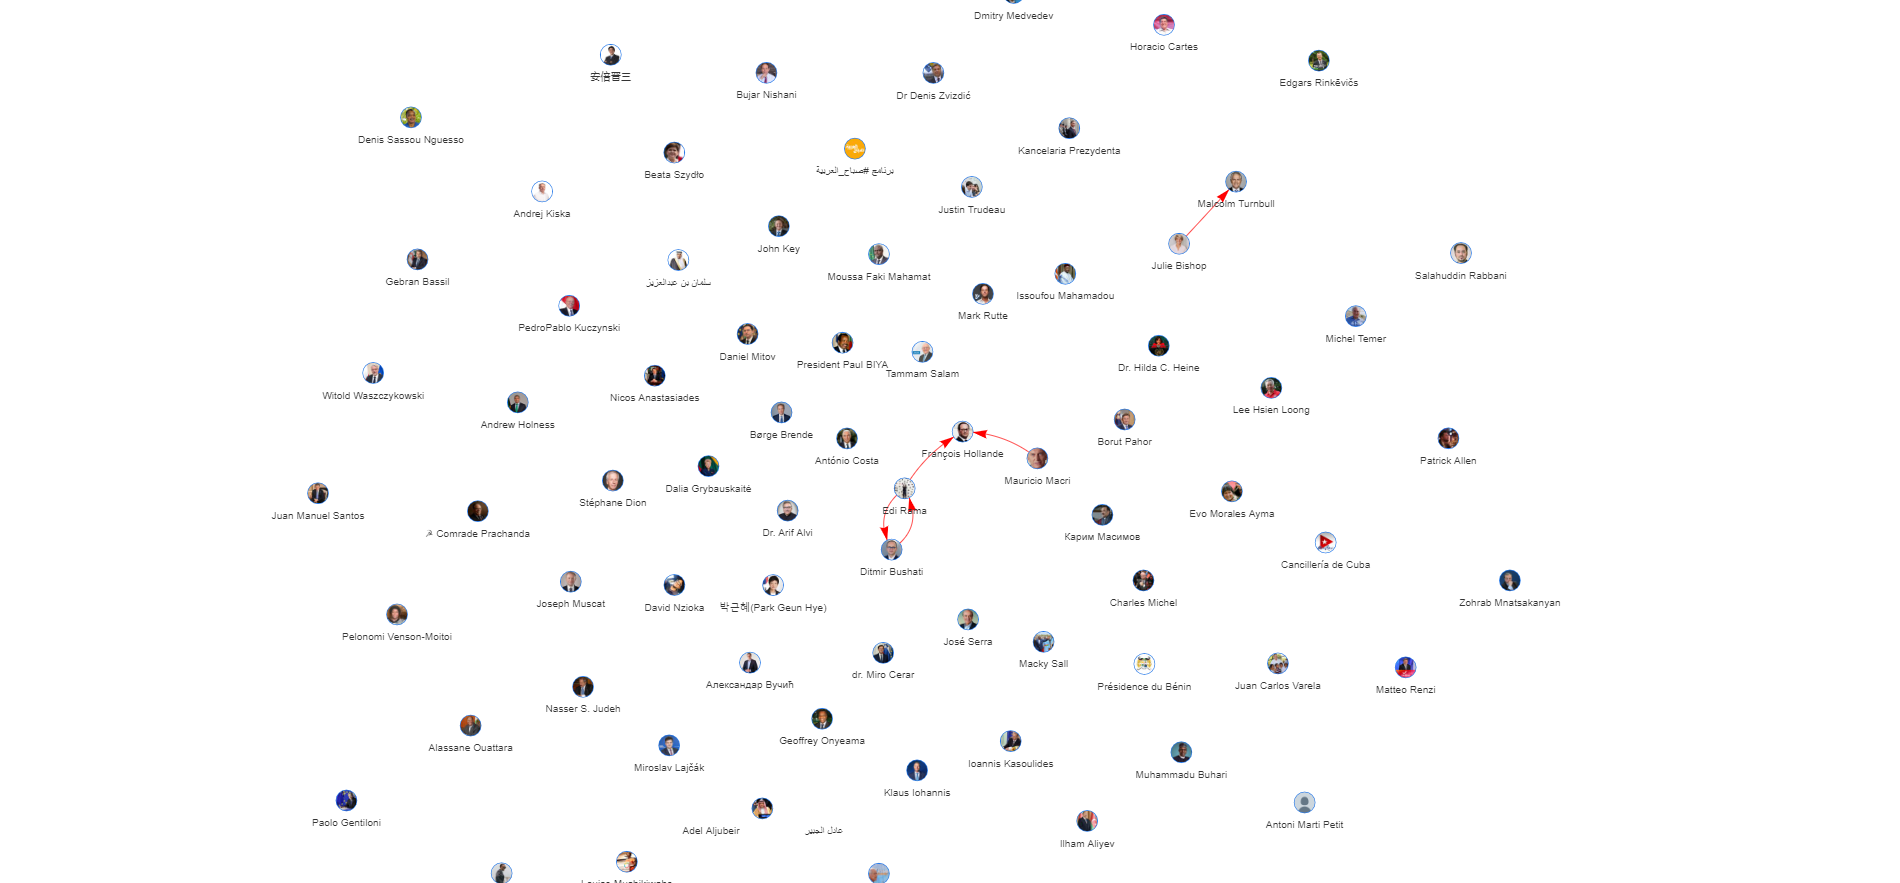 Dmitry Medvedev
Horacio Cartes
安倍晋三
Edgars Rinkēvičs
Bujar Nishani
Dr Denis Zvizdić
Denis Sassou Nguesso
Kancelaria Prezydenta
Beata Szydło
برنامج #صباح_العربية
Malcolm Turnbull
Justin Trudeau
Andrej Kiska
John Key
Julie Bishop
Moussa Faki Mahamat
Salahuddin Rabbani
Gebran Bassil
سلمان بن عبدالعزيز
Issoufou Mahamadou
Mark Rutte
PedroPablo Kuczynski
Michel Temer
Daniel Mitov
President Paul BIYA
Tammam Salam
Dr. Hilda C. Heine
Witold Waszczykowski
Nicos Anastasiades
Lee Hsien Loong
Andrew Holness
Børge Brende
Borut Pahor
François Hollande
António Costa
Patrick Allen
Mauricio Macri
Dalia Grybauskaitė
Stéphane Dion
Edi Rama
Juan Manuel Santos
Evo Morales Ayma
☭ Comrade Prachanda
Dr. Arif Alvi
Карим Масимов
Cancillería de Cuba
Ditmir Bushati
Joseph Muscat
David Nzioka
박근혜(Park Geun Hye)
Charles Michel
Zohrab Mnatsakanyan
Pelonomi Venson-Moitoi
José Serra
Macky Sall
dr. Miro Cerar
Александар Вучић
Présidence du Bénin
Juan Carlos Varela
Matteo Renzi
Nasser S. Judeh
Geoffrey Onyeama
Alassane Ouattara
Ioannis Kasoulides
Miroslav Lajčák
Muhammadu Buhari
Klaus Iohannis
Paolo Gentiloni
Adel Aljubeir عادل الجبير
Antoni Martí Petit
Ilham Aliyev
Louise Mushikiwabo